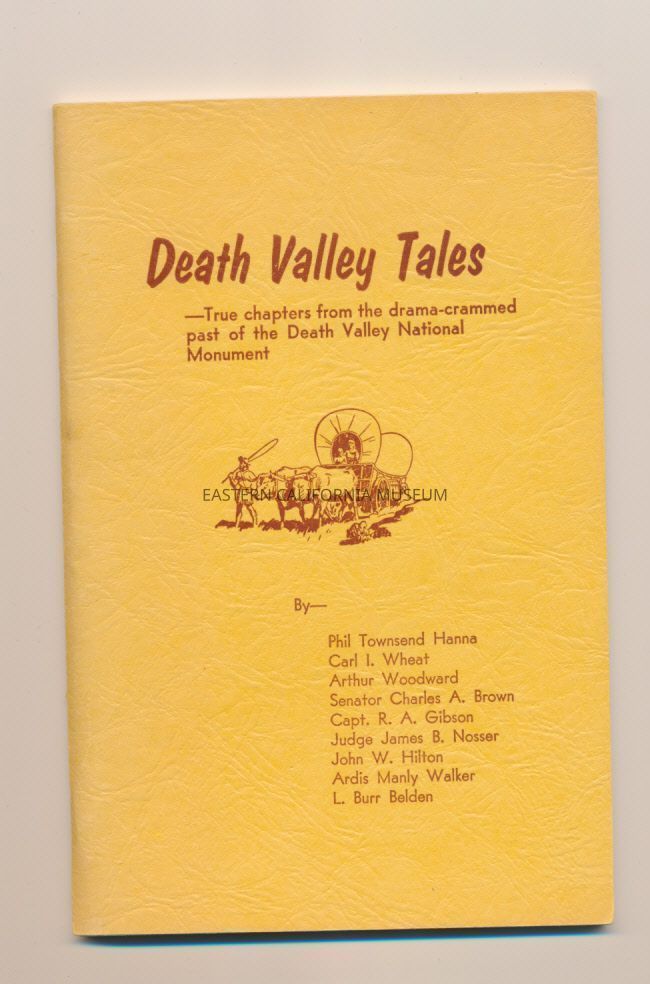 Death Valley Tales
—True chapters from the drama-crammed
past of the Death Valley National
Monument
EASTERN CALIFORNIA MUSEUM
By—
Phil Townsend Hanna
Carl I. Wheat
Arthur Woodward
Senator Charles A. Brown
Capt. R. A. Gibson
Judge James B. Nosser
John W. Hilton
Ardis Manly Walker
L. Burr Belden